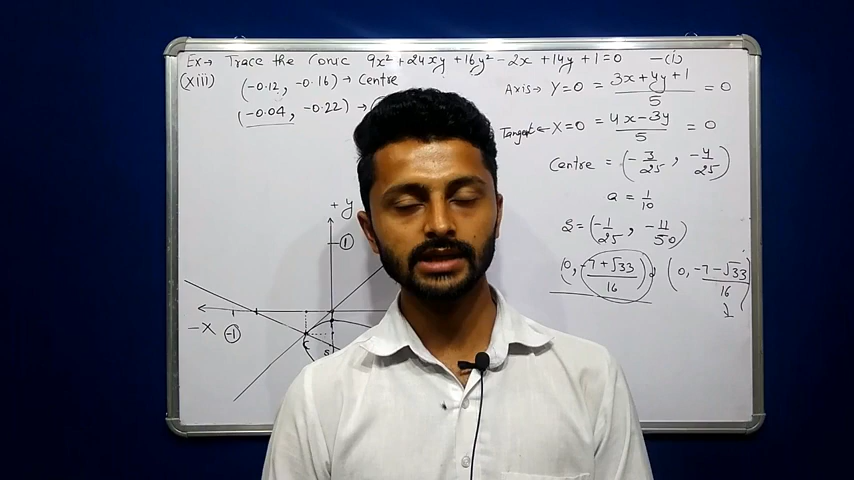 Ex→ Trace the Conic 9x² + 24xy + 16y² - 2x + 14y + 1 = 0 —(i)
(xiii) (-0.12, -0.16) → Centre
(-0.04, -0.22) →
Axis→ Y=0 = 3x+4y+1/5 = 0
Tangent← X=0 = 4x-3y/5 = 0
Centre = (-3/25, -4/25)
a = 1/10
S = (-1/25, -11/50)
(0, -7+√33/16), (0, -7-√33/16)
+y
1
-X
-1
S